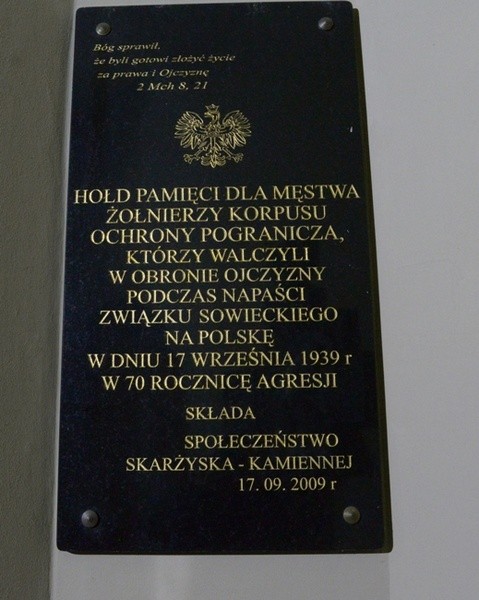 Bóg sprawił,
że byli gotowi złożyć życie
za prawa i Ojczyznę
2 Mch 8, 21
HOŁD PAMIĘCI DLA MĘSTWA
ŻOŁNIERZY KORPUSU
OCHRONY POGRANICZA,
KTÓRZY WALCZYLI
W OBRONIE OJCZYZNY
PODCZAS NAPAŚCI
ZWIĄZKU SOWIECKIEGO
NA POLSKĘ
W DNIU 17 WRZEŚNIA 1939 r
W 70 ROCZNICĘ AGRESJI
SKŁADA
SPOŁECZEŃSTWO
SKARŻYSKA - KAMIENNEJ
17. 09. 2009 r